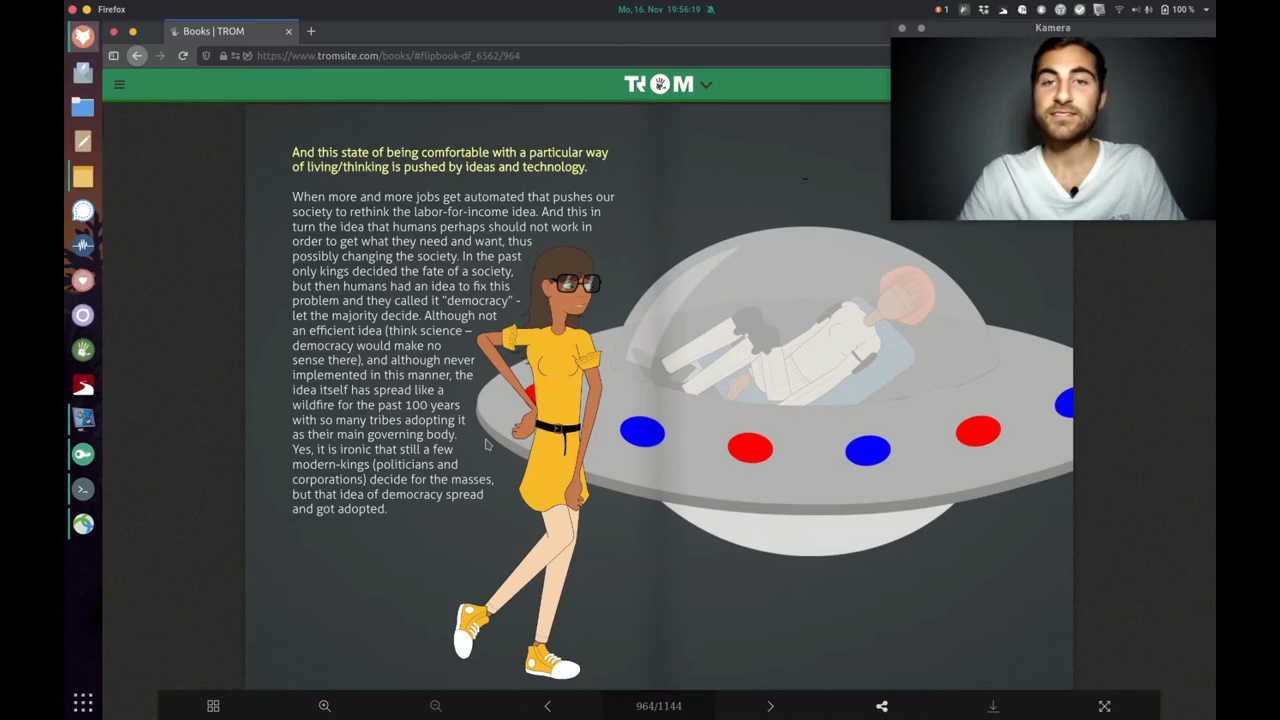 Firefox
Mo, 16. Nov 19:56:19
1
100 %
Books | TROM
Kamera
https://www.tromsite.com/books/#flipbook-df_6562/964
TROM
And this state of being comfortable with a particular way
of living/thinking is pushed by ideas and technology.
When more and more jobs get automated that pushes our
society to rethink the labor-for-income idea. And this in
turn the idea that humans perhaps should not work in
order to get what they need and want, thus
possibly changing the society. In the past
only kings decided the fate of a society,
but then humans had an idea to fix this
problem and they called it "democracy" -
let the majority decide. Although not
an efficient idea (think science –
democracy would make no
sense there), and although never
implemented in this manner, the
idea itself has spread like a
wildfire for the past 100 years
with so many tribes adopting it
as their main governing body.
Yes, it is ironic that still a few
modern-kings (politicians and
corporations) decide for the masses,
but that idea of democracy spread
and got adopted.
964/1144